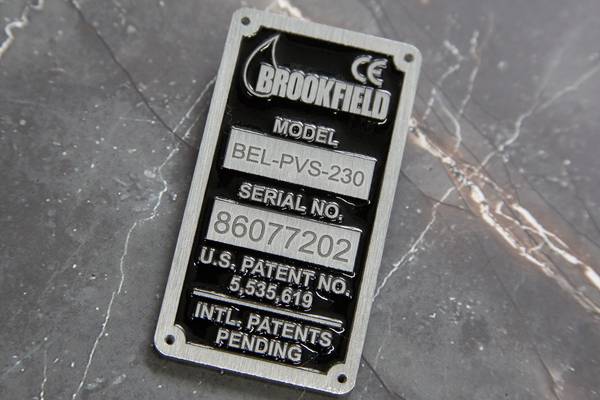 CE
BROOKFIELD
MODEL
BEL-PVS-230
SERIAL NO.
86077202
U.S. PATENT NO.
5,535,619
INTL. PATENTS
PENDING